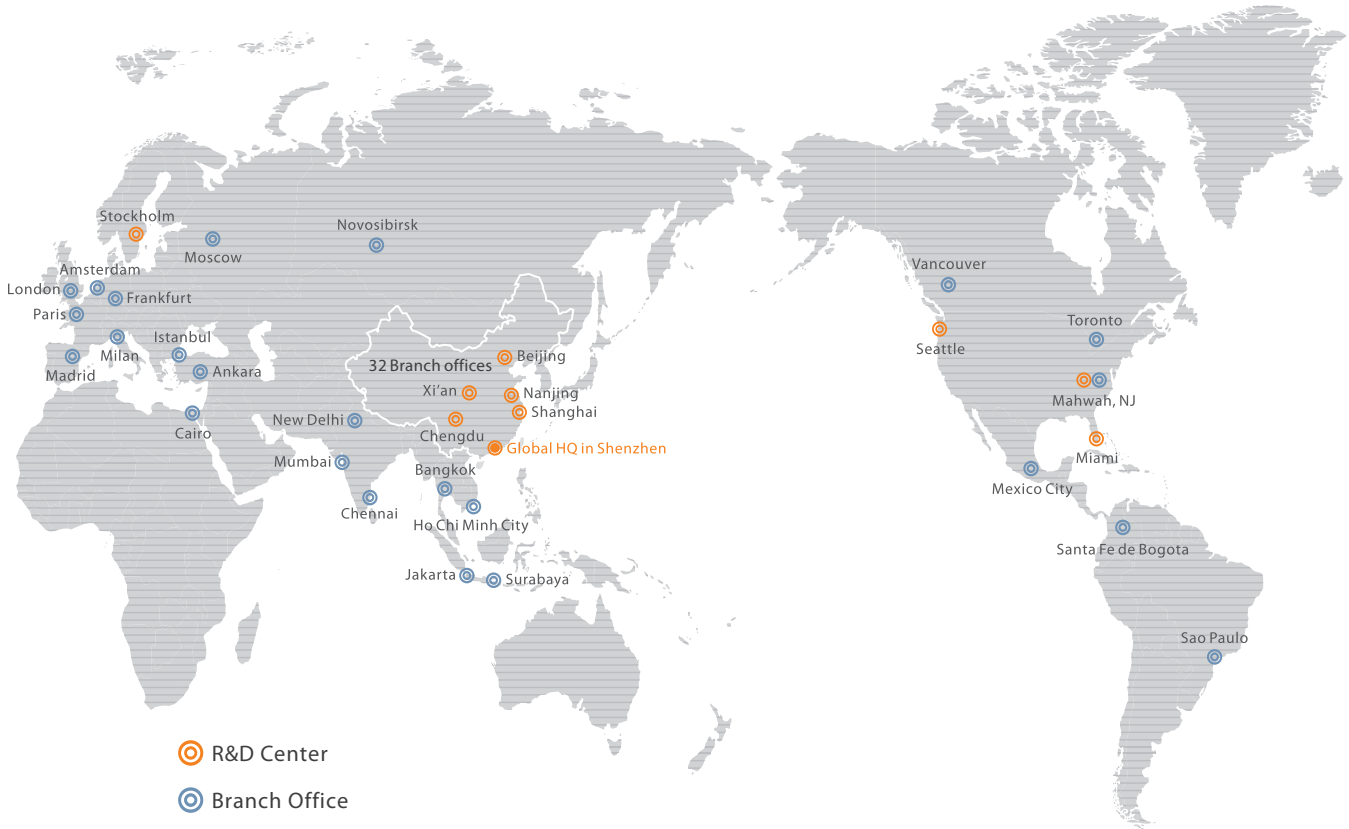 Stockholm
Novosibirsk
Moscow
Amsterdam
London
Frankfurt
Paris
Istanbul
Milan
Madrid
Ankara
Cairo
32 Branch offices
Beijing
Xi’an
Nanjing
Shanghai
New Delhi
Chengdu
Global HQ in Shenzhen
Mumbai
Bangkok
Chennai
Ho Chi Minh City
Jakarta
Surabaya
Vancouver
Toronto
Seattle
Mahwah, NJ
Miami
Mexico City
Santa Fe de Bogota
Sao Paulo
R&D Center
Branch Office